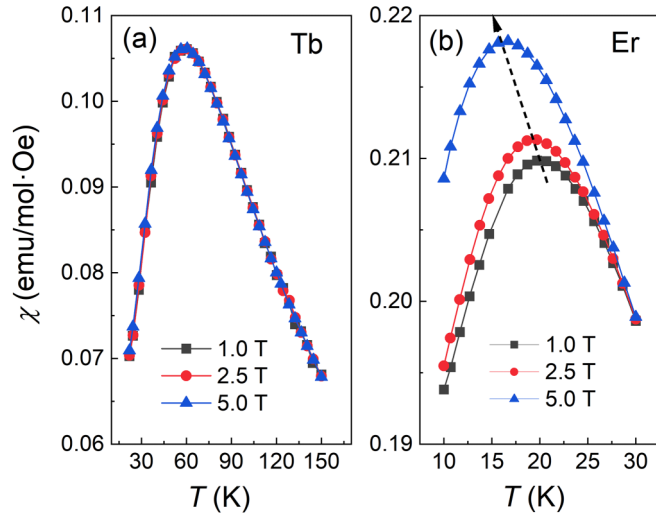 (a)
Tb
χ (emu/mol·Oe)
0.11
0.10
0.09
0.08
0.07
0.06
1.0 T
2.5 T
5.0 T
30 60 90 120 150
T (K)
(b)
Er
0.22
0.21
0.20
0.19
1.0 T
2.5 T
5.0 T
10 15 20 25 30
T (K)